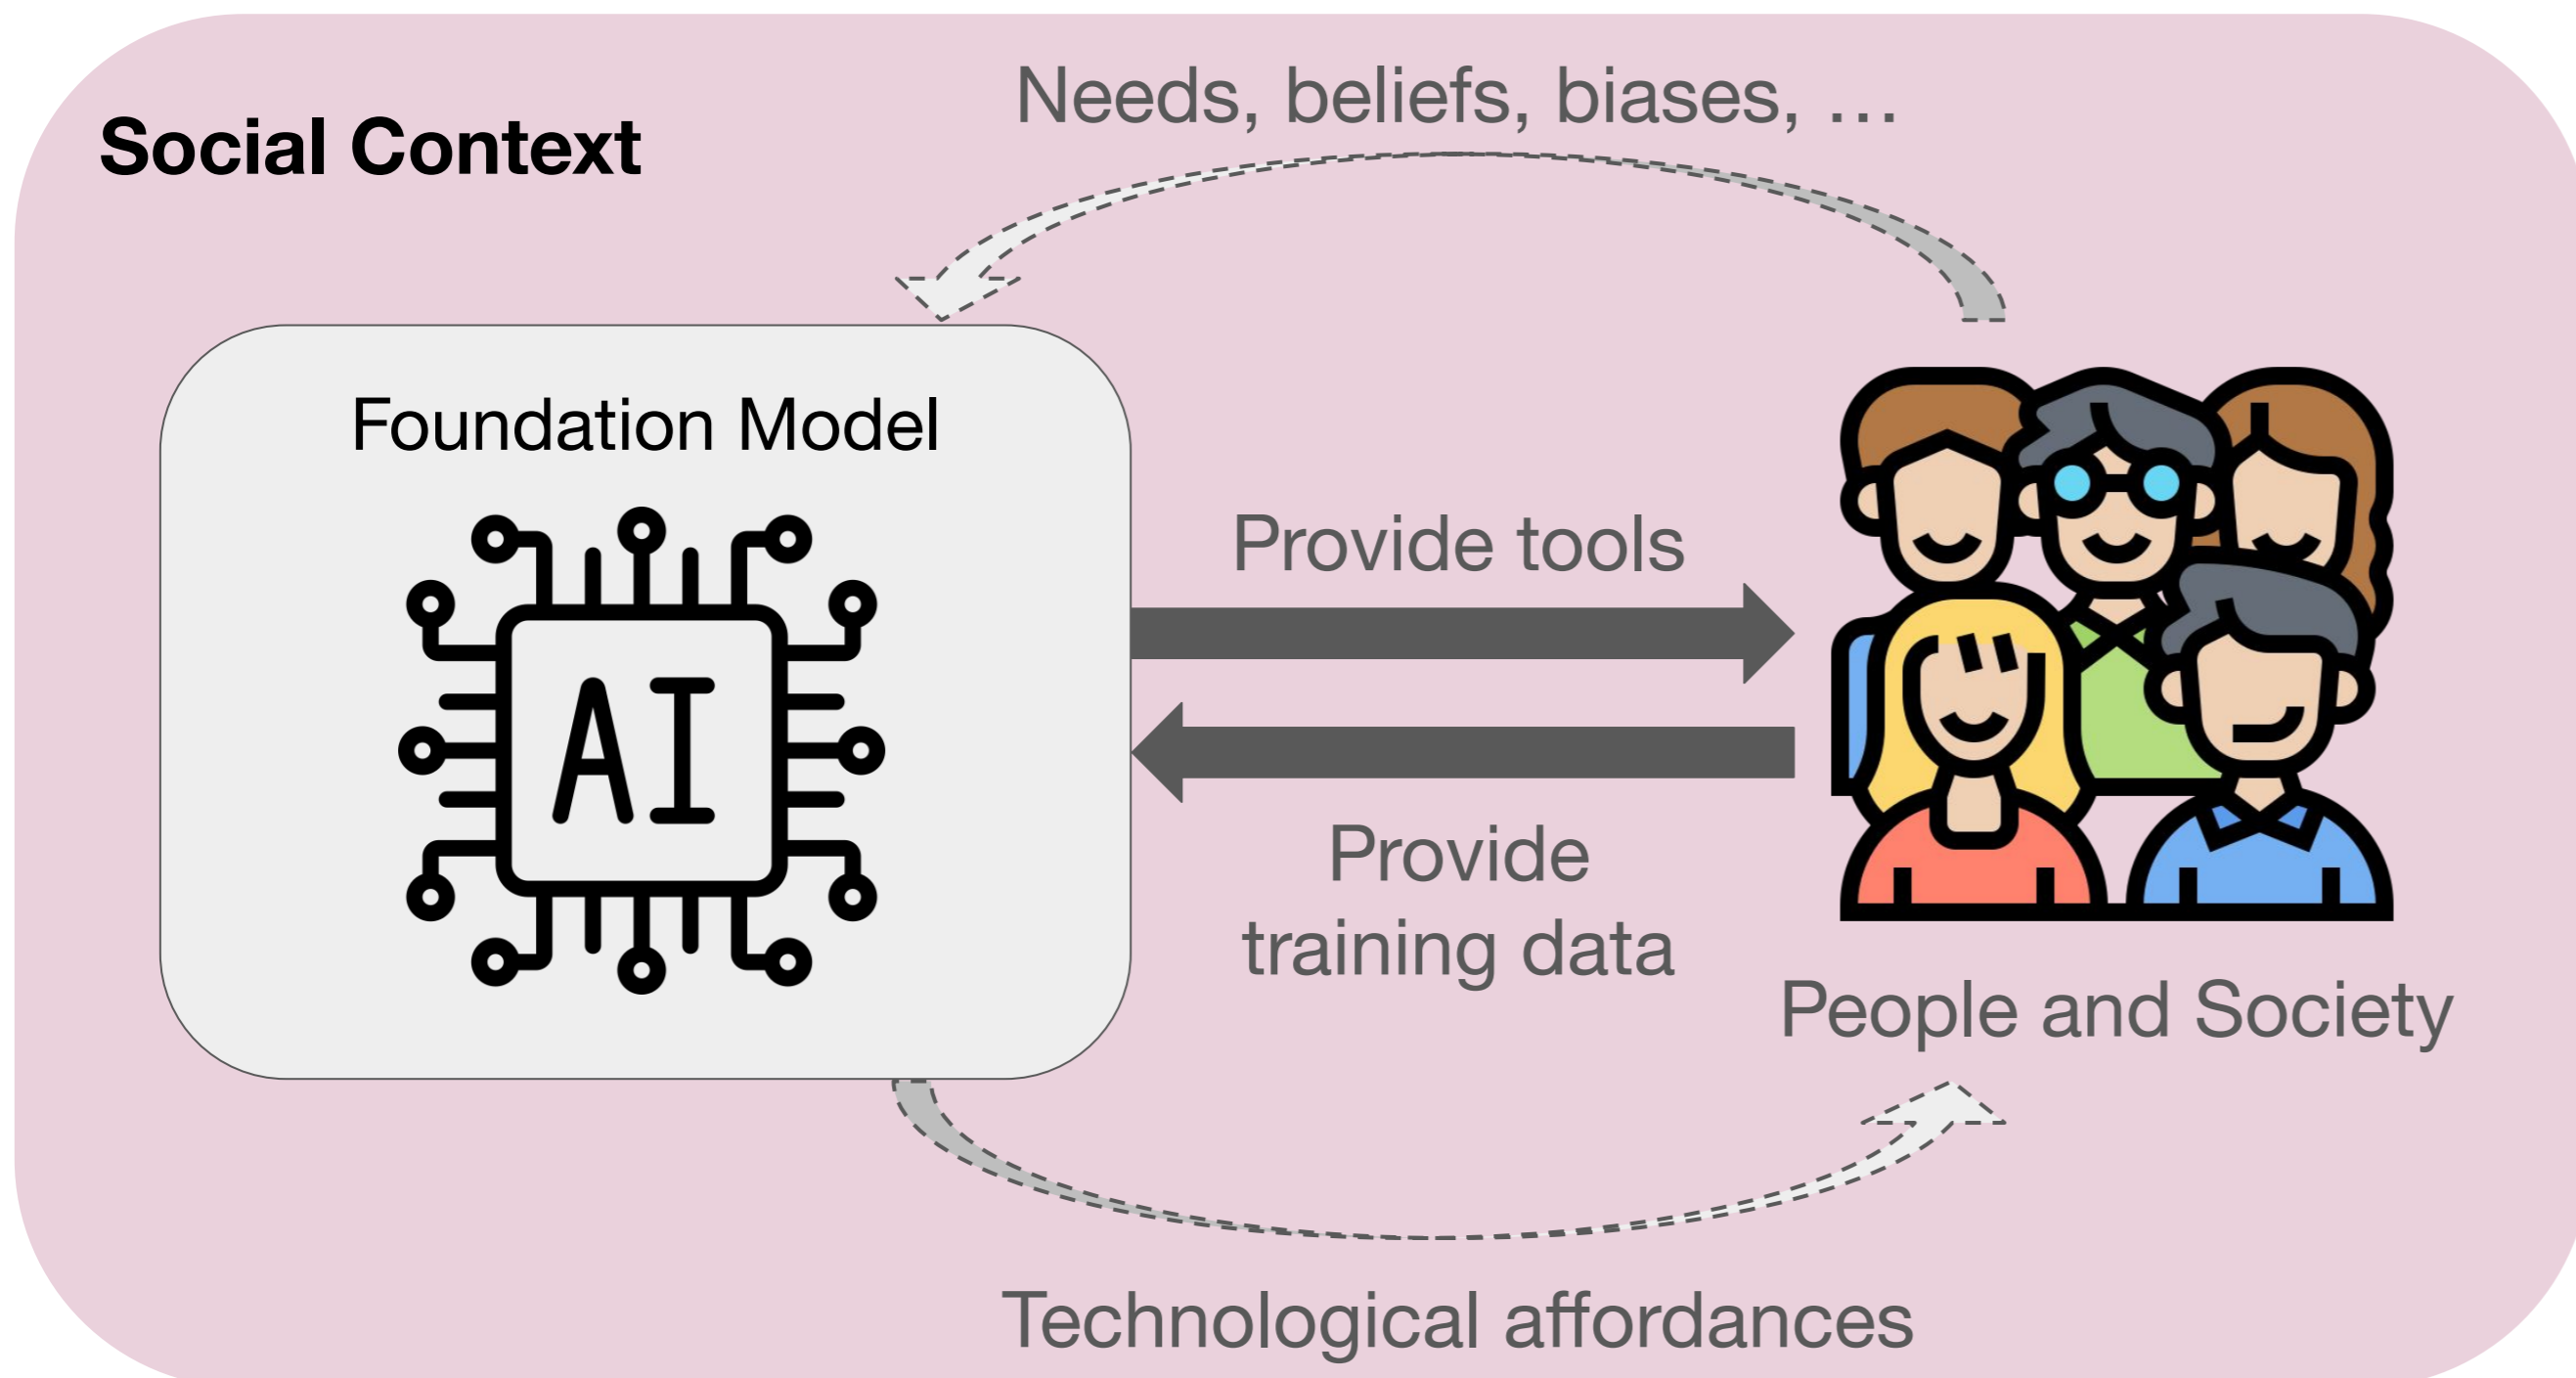 Needs, beliefs, biases, ...
Social Context
Foundation Model
AI
Provide tools
Provide
training data
People and Society
Technological affordances